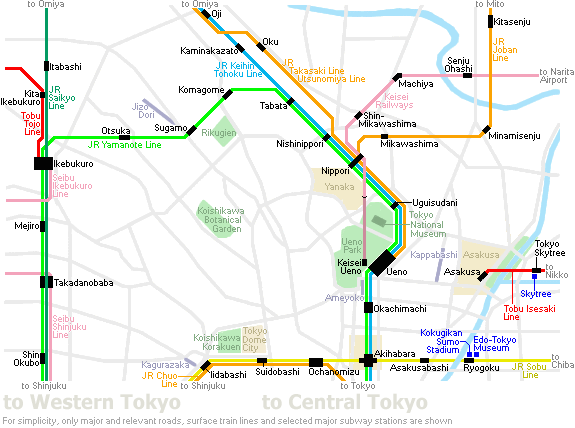 to Omiya
to Omiya
to Mito
Oji
Oku
Kitasenju
Kaminakazato
JR
Joban
Line
Itabashi
JR Keihin
Tohoku Line
JR
Takasaki Line
Utsunomiya Line
Senju
Ohashi
to Narita
Airport
Machiya
Kita
Ikebukuro
JR
Saikyo
Line
Komagome
Tabata
Keisei
Railways
Tobu
Tojo
Line
Jizo
Dori
Shin-
Mikawashima
Otsuka
Sugamo
Rikugien
Nishinippori
Mikawashima
Minamisenju
JR Yamanote Line
Ikebukuro
Nippori
Seibu
Ikebukuro
Line
Yanaka
Uguisudani
Koishikawa
Botanical
Garden
Tokyo
National
Museum
Mejiro
Ueno
Park
Kappabashi
Asakusa
Tokyo
Skytree
Keisei
Ueno
Ueno
Asakusa
to
Nikko
Takadanobaba
Ameyoko
Skytree
Okachimachi
Tobu Isesaki
Line
Seibu
Shinjuku
Line
Koishikawa
Korakuen
Tokyo
Dome
City
Kokugikan
Sumo
Stadium
Edo-Tokyo
Museum
Shin
Okubo
Kagurazaka
Akihabara
to
Chiba
JR Chuo
Line
Iidabashi
Suidobashi
Ochanomizu
Asakusabashi
Ryogoku
JR Sobu
Line
to Shinjuku
to Shinjuku
to Tokyo
to Western Tokyo
to Central Tokyo
For simplicity, only major and relevant roads, surface train lines and selected major subway stations are shown